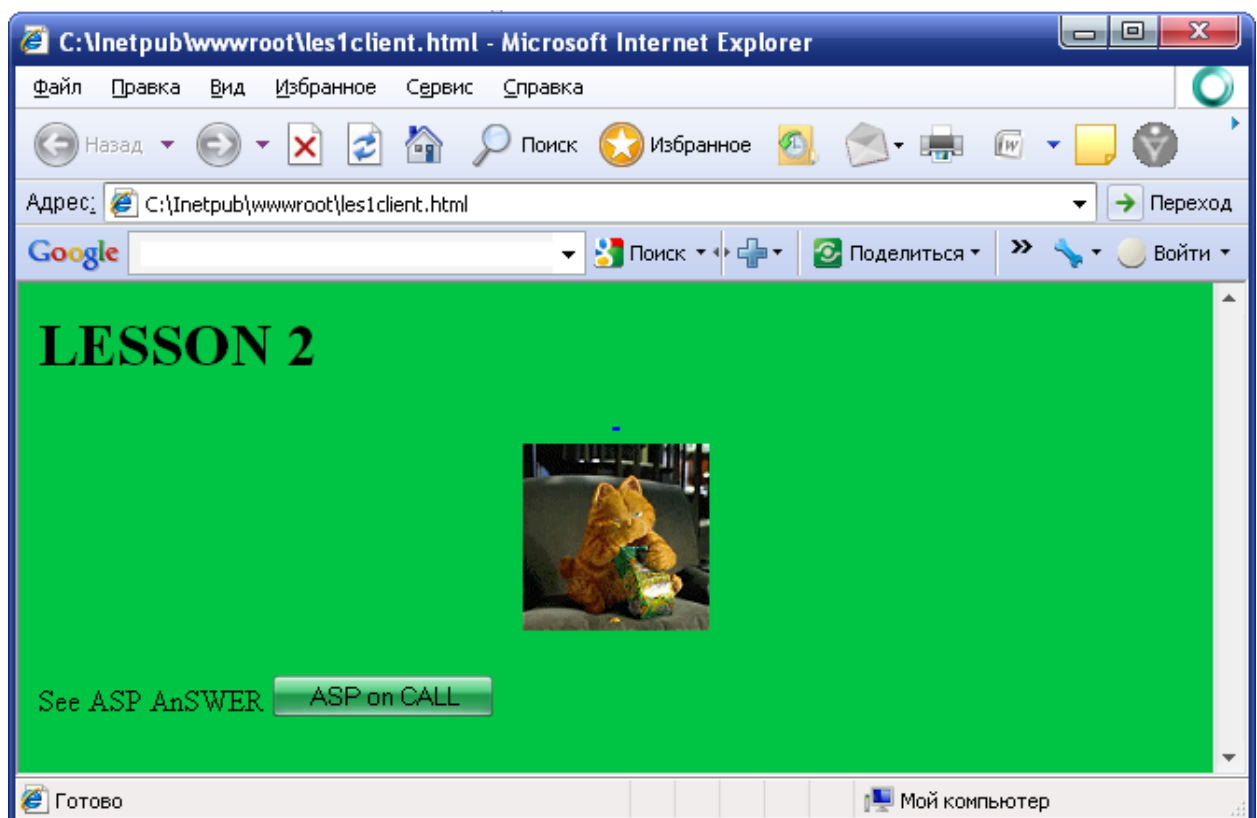 C:\Inetpub\wwwroot\les1client.html - Microsoft Internet Explorer
Файл Правка Вид Избранное Сервис Справка
Назад Поиск Избранное
Адрес: C:\Inetpub\wwwroot\les1client.html Переход
Google Поиск Поделиться Войти
LESSON 2
See ASP AnSWER ASP on CALL
Готово Мой компьютер